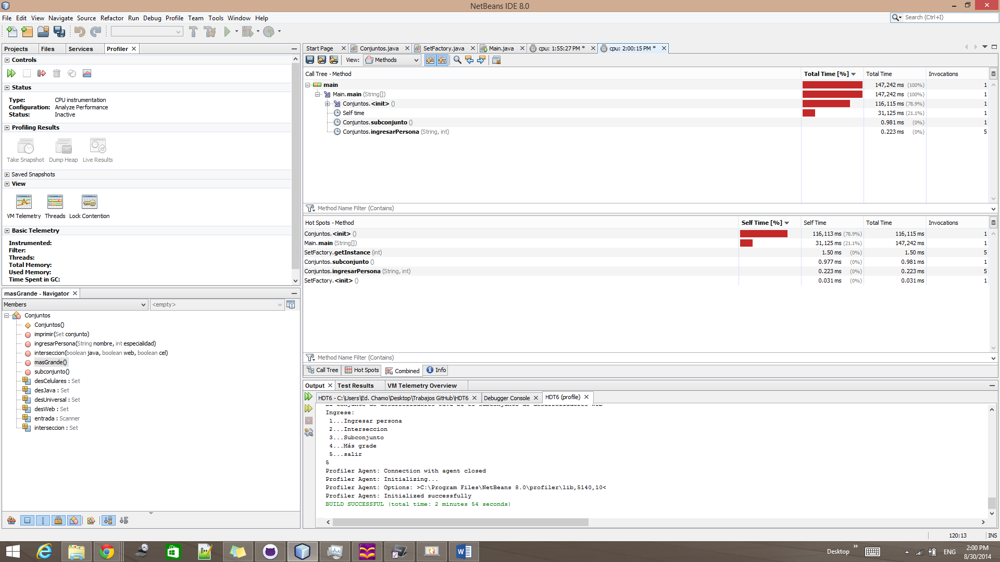 NetBeans IDE 8.0
File Edit View Navigate Source Refactor Run Debug Profile Team Tools Window Help
Search (Ctrl+I)
Projects Files Services Profiler
Controls
Status
Type: CPU instrumentation
Configuration: Analyze Performance
Status: Inactive
Profiling Results
Take Snapshot Dump Heap Live Results
Saved Snapshots
View
VM Telemetry Threads Lock Contention
Basic Telemetry
Instrumented:
Filter:
Threads:
Total Memory:
Used Memory:
Time Spent in GC:
masGrande - Navigator
Members <empty>
Conjuntos
Conjuntos()
imprimir(Set conjunto)
ingresarPersona(String nombre, int especialidad)
interseccion(boolean java, boolean web, boolean cel)
masGrande()
subconjunto()
desCelulares : Set
desJava : Set
desUniversal : Set
desWeb : Set
entrada : Scanner
interseccion : Set
Start Page Conjuntos.java SetFactory.java Main.java cpu: 1:55:27 PM * cpu: 2:00:15 PM *
View: Methods
Call Tree - Method Total Time [%] Total Time Invocations
main 147,242 ms (100%) 1
Main.main (String[]) 147,242 ms (100%) 1
Conjuntos.<init> () 116,115 ms (78.9%) 1
Self time 31,125 ms (21.1%) 1
Conjuntos.subconjunto () 0.981 ms (0%) 1
Conjuntos.ingresarPersona (String, int) 0.223 ms (0%) 5
Method Name Filter (Contains)
Hot Spots - Method Self Time [%] Self Time Total Time Invocations
Conjuntos.<init> () 116,113 ms (78.9%) 116,115 ms 1
Main.main (String[]) 31,125 ms (21.1%) 147,242 ms 1
SetFactory.getInstance (int) 1.50 ms (0%) 1.50 ms 5
Conjuntos.subconjunto () 0.977 ms (0%) 0.981 ms 1
Conjuntos.ingresarPersona (String, int) 0.223 ms (0%) 0.223 ms 5
SetFactory.<init> () 0.031 ms (0%) 0.031 ms 1
Method Name Filter (Contains)
Call Tree Hot Spots Combined Info
Output Test Results VM Telemetry Overview
HDT6 - C:\Users\Ed. Chamo\Desktop\Trabajos GitHub\HDT6 Debugger Console HDT6 (profile)
El conjunto de desarrolladores Java Si es subconjunto de desarrolladores Web
Ingrese:
1...Ingresar persona
2...Interseccion
3...Subconjunto
4...Más grade
5...salir
5
Profiler Agent: Connection with agent closed
Profiler Agent: Initializing...
Profiler Agent: Options: >C:\Program Files\NetBeans 8.0\profiler\lib,5140,10<
Profiler Agent: Initialized successfully
BUILD SUCCESSFUL (total time: 2 minutes 54 seconds)
120:13 INS
Desktop ENG 2:00 PM
8/30/2014